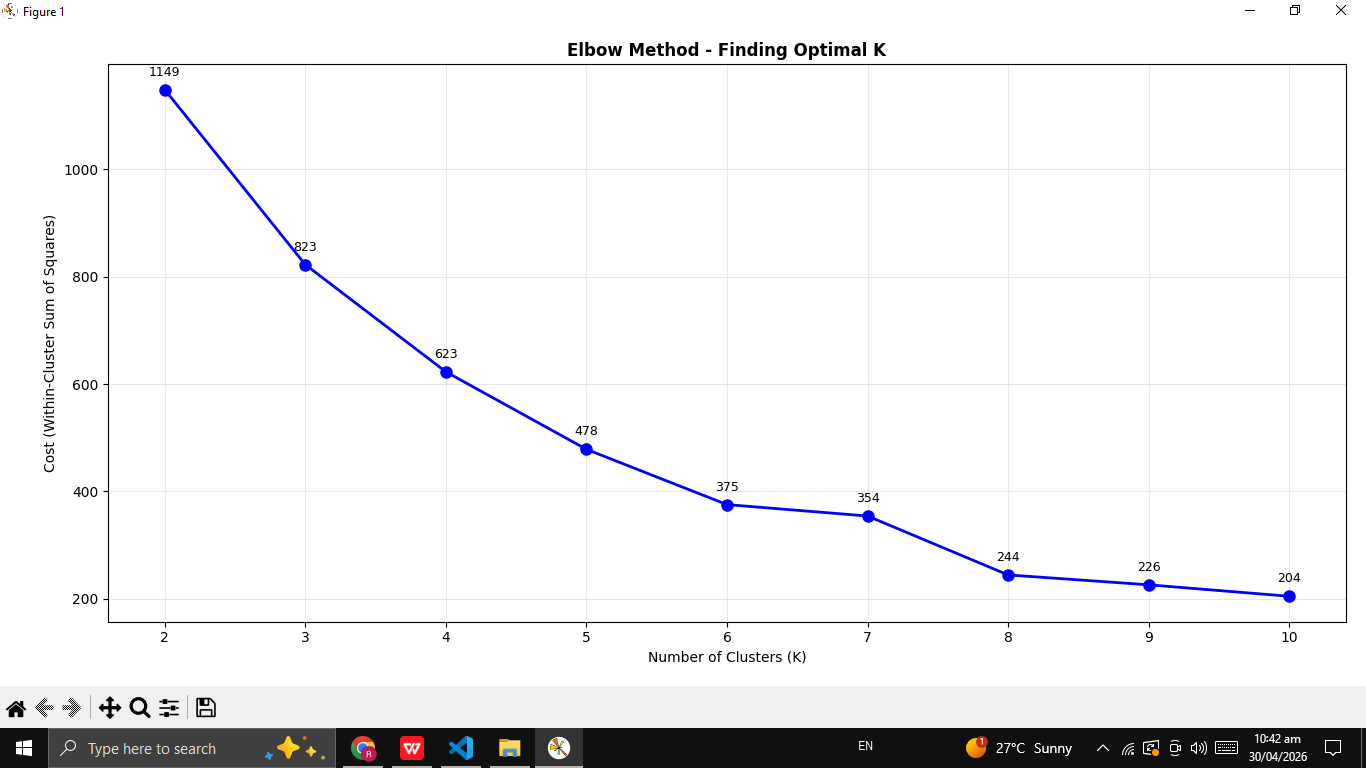 Figure 1
Elbow Method - Finding Optimal K
1149
823
623
478
375
354
244
226
204
1000
800
600
400
200
Cost (Within-Cluster Sum of Squares)
2 3 4 5 6 7 8 9 10
Number of Clusters (K)
Type here to search
R
W
EN
1
27°C Sunny
10:42 am
30/04/2026